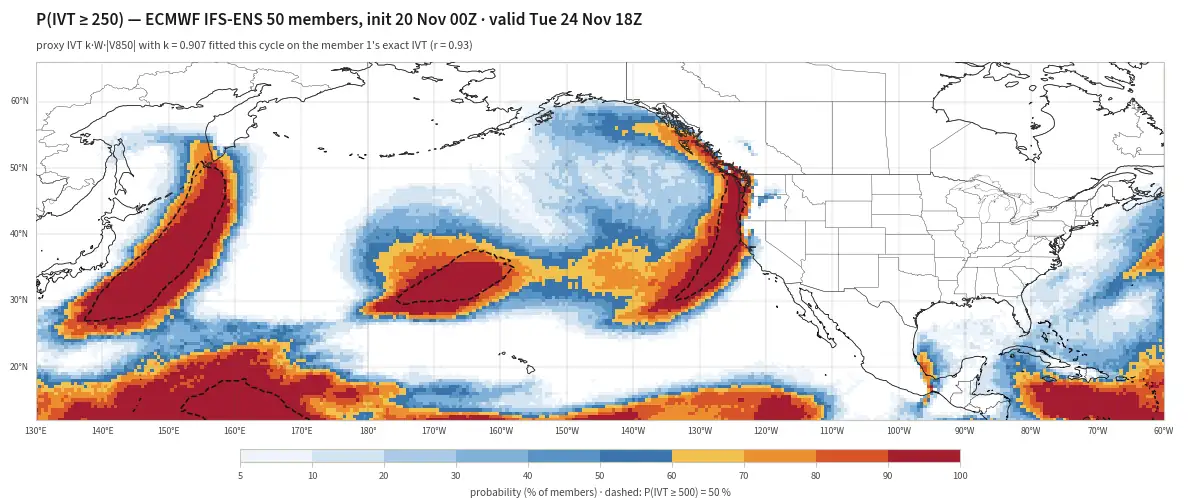 P(IVT ≥ 250) — ECMWF IFS-ENS 50 members, init 20 Nov 00Z · valid Tue 24 Nov 18Z
proxy IVT k·W·|V850| with k = 0.907 fitted this cycle on the member 1's exact IVT (r = 0.93)
60°N
50°N
40°N
30°N
20°N
130°E 140°E 150°E 160°E 170°E 180° 170°W 160°W 150°W 140°W 130°W 120°W 110°W 100°W 90°W 80°W 70°W 60°W
5 10 20 30 40 50 60 70 80 90 100
probability (% of members) · dashed: P(IVT ≥ 500) = 50 %